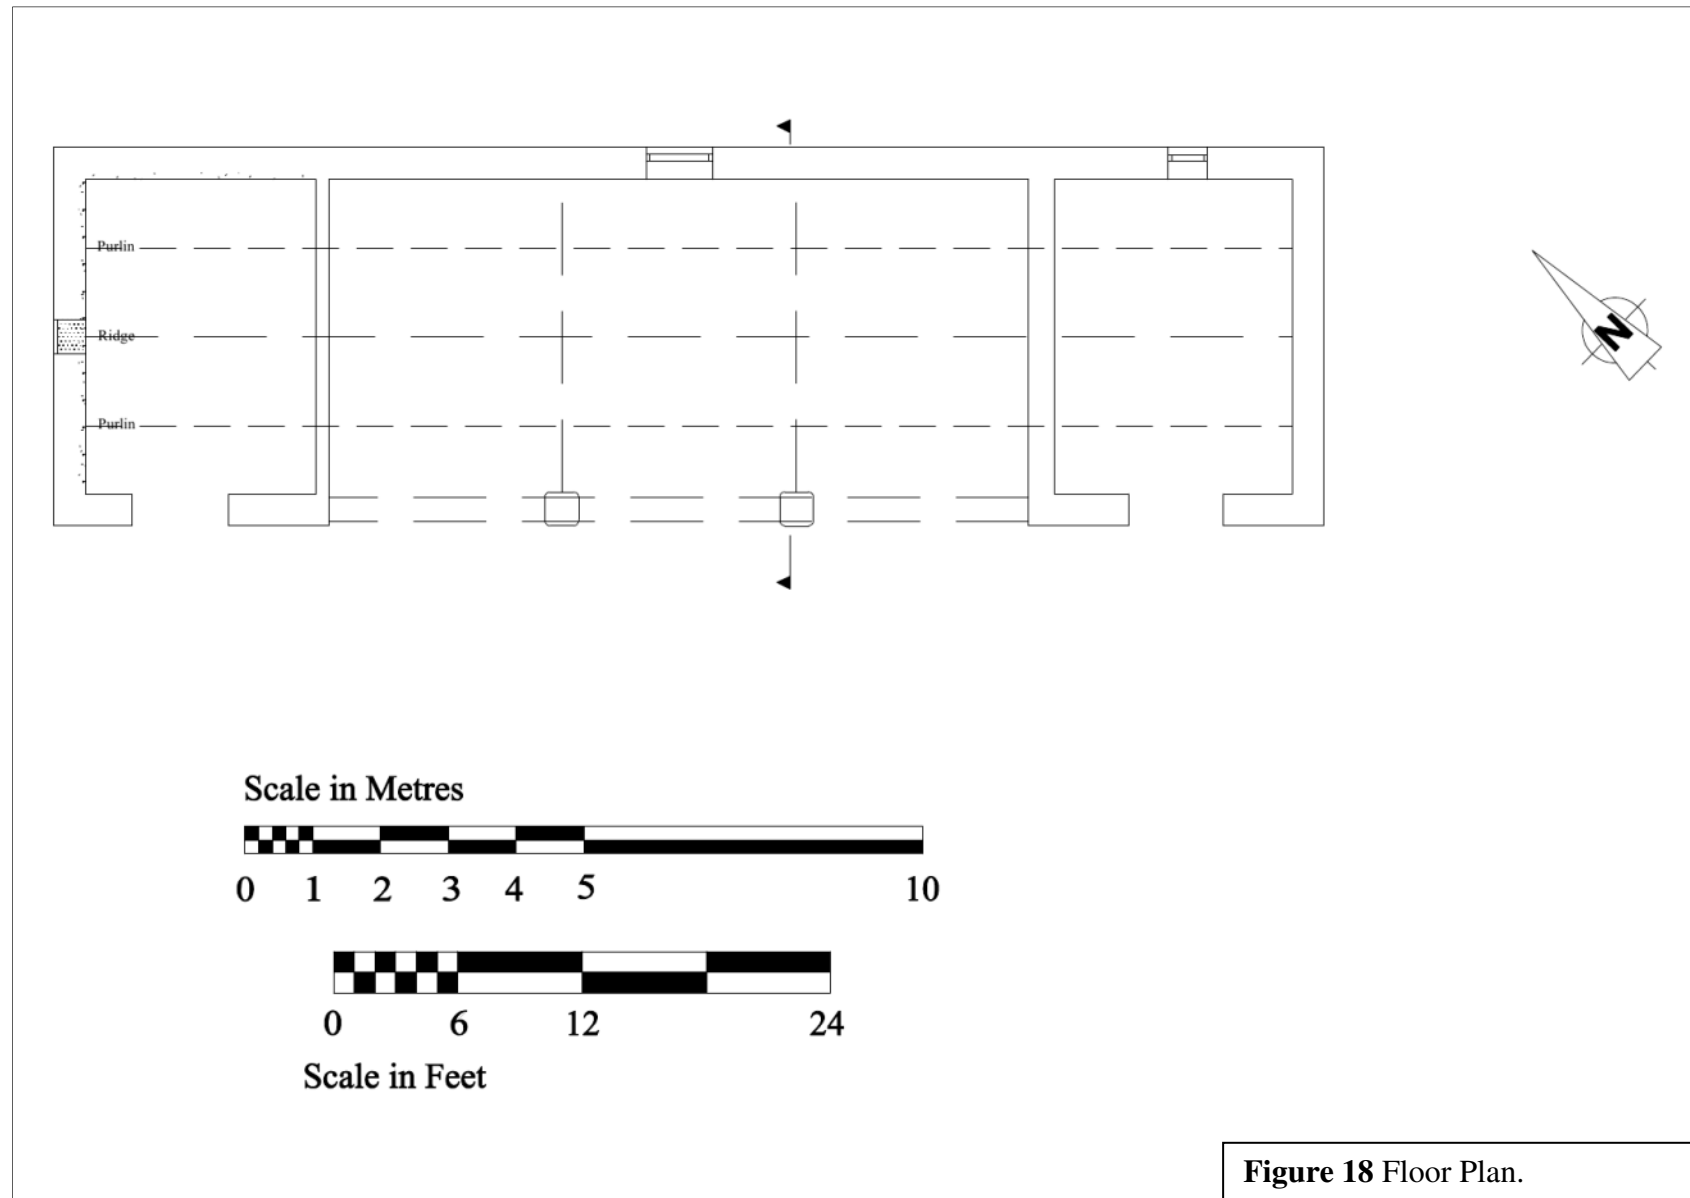 Purlin
Ridge
Purlin
N
Scale in Metres
0 1 2 3 4 5 10
0 6 12 24
Scale in Feet
Figure 18 Floor Plan.